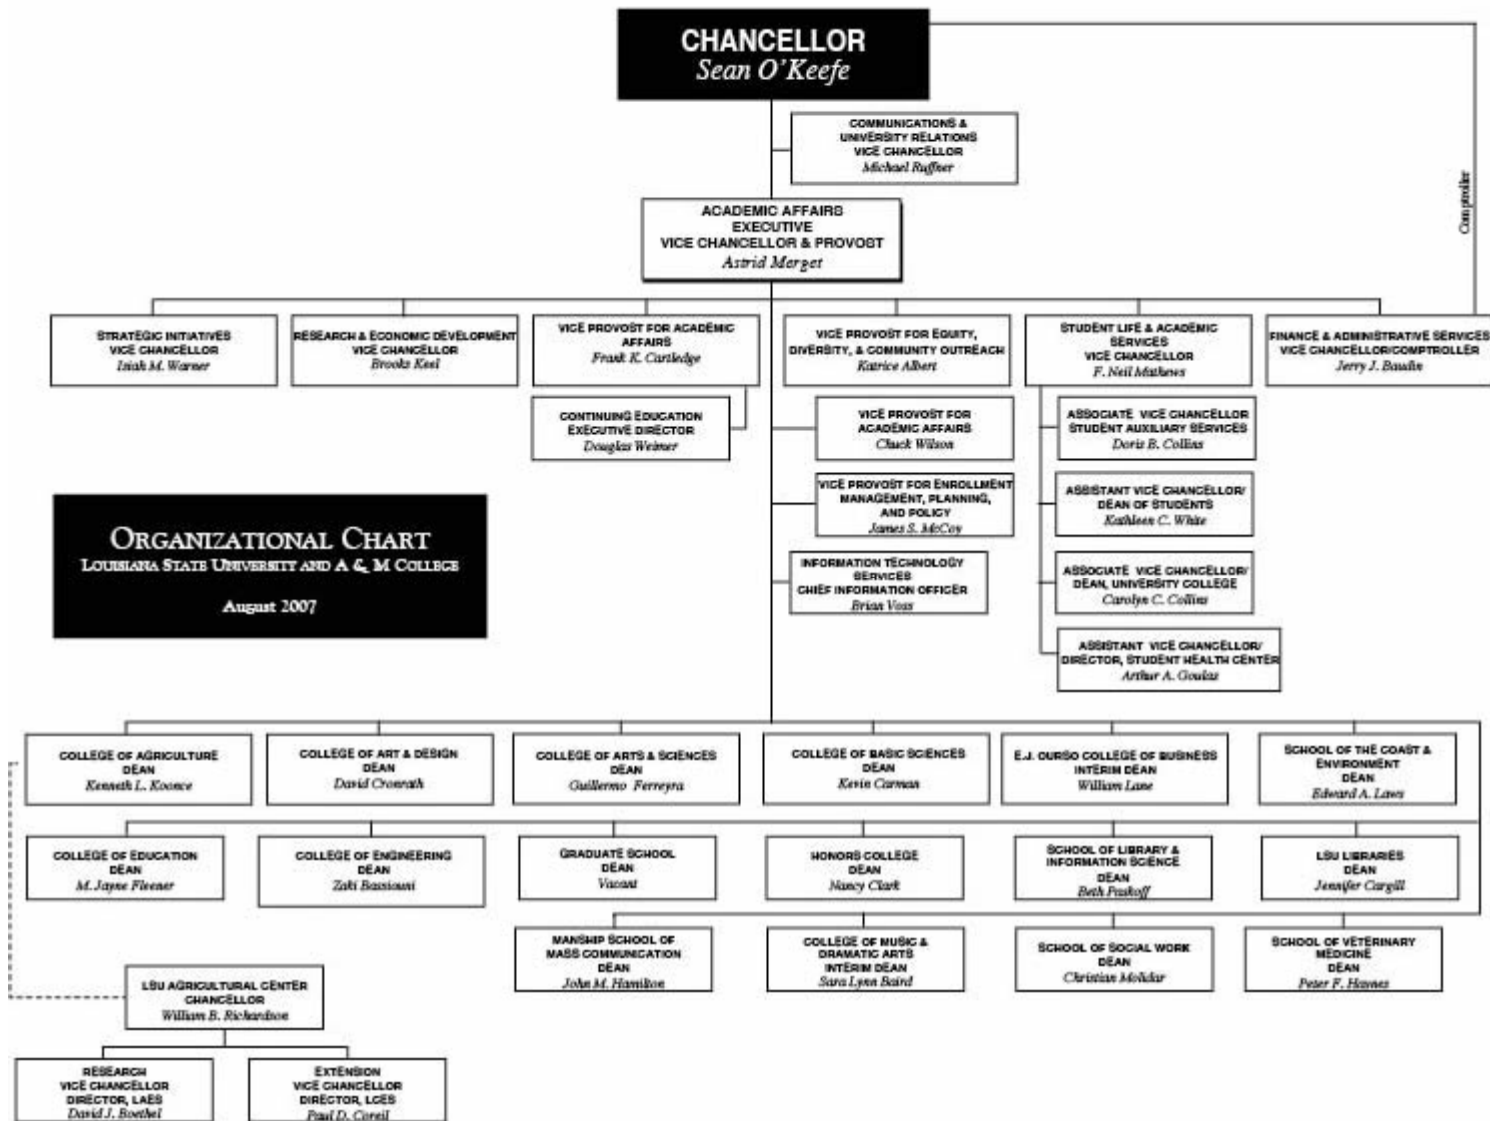 CHANCELLOR
Sean O'Keefe
COMMUNICATIONS &
UNIVERSITY RELATIONS
VICE CHANCELLOR
Michael Ruffner
Comptroller
ACADEMIC AFFAIRS
EXECUTIVE
VICE CHANCELLOR & PROVOST
Astrid Merget
STRATEGIC INITIATIVES
VICE CHANCELLOR
Isiah M. Warner
RESEARCH & ECONOMIC DEVELOPMENT
VICE CHANCELLOR
Brooks Keel
VICE PROVOST FOR ACADEMIC
AFFAIRS
Frank K. Cartledge
VICE PROVOST FOR EQUITY,
DIVERSITY, & COMMUNITY OUTREACH
Katrice Albert
STUDENT LIFE & ACADEMIC
SERVICES
VICE CHANCELLOR
F. Neil Mathews
FINANCE & ADMINISTRATIVE SERVICES
VICE CHANCELLOR/COMPTROLLER
Jerry J. Baudin
CONTINUING EDUCATION
EXECUTIVE DIRECTOR
Douglas Weimer
VICE PROVOST FOR
ACADEMIC AFFAIRS
Chuck Wilson
ASSOCIATE VICE CHANCELLOR
STUDENT AUXILIARY SERVICES
Doris B. Collins
VICE PROVOST FOR ENROLLMENT
MANAGEMENT, PLANNING,
AND POLICY
James S. McCoy
ASSISTANT VICE CHANCELLOR/
DEAN OF STUDENTS
Kathleen C. White
ORGANIZATIONAL CHART
LOUISIANA STATE UNIVERSITY AND A & M COLLEGE
August 2007
INFORMATION TECHNOLOGY
SERVICES
CHIEF INFORMATION OFFICER
Brian Voss
ASSOCIATE VICE CHANCELLOR/
DEAN, UNIVERSITY COLLEGE
Carolyn C. Collins
ASSISTANT VICE CHANCELLOR/
DIRECTOR, STUDENT HEALTH CENTER
Arthur A. Goulas
COLLEGE OF AGRICULTURE
DEAN
Kenneth L. Koonce
COLLEGE OF ART & DESIGN
DEAN
David Cronrath
COLLEGE OF ARTS & SCIENCES
DEAN
Guillermo Ferreyra
COLLEGE OF BASIC SCIENCES
DEAN
Kevin Carman
E.J. OURSO COLLEGE OF BUSINESS
INTERIM DEAN
William Lane
SCHOOL OF THE COAST &
ENVIRONMENT
DEAN
Edward A. Laws
COLLEGE OF EDUCATION
DEAN
M. Jayne Fleener
COLLEGE OF ENGINEERING
DEAN
Zaki Bassiouni
GRADUATE SCHOOL
DEAN
Vacant
HONORS COLLEGE
DEAN
Nancy Clark
SCHOOL OF LIBRARY &
INFORMATION SCIENCE
DEAN
Beth Paskoff
LSU LIBRARIES
DEAN
Jennifer Cargill
MANSHIP SCHOOL OF
MASS COMMUNICATION
DEAN
John M. Hamilton
COLLEGE OF MUSIC &
DRAMATIC ARTS
INTERIM DEAN
Sara Lynn Baird
SCHOOL OF SOCIAL WORK
DEAN
Christian Molidor
SCHOOL OF VETERINARY
MEDICINE
DEAN
Peter F. Haynes
LSU AGRICULTURAL CENTER
CHANCELLOR
William B. Richardson
RESEARCH
VICE CHANCELLOR
DIRECTOR, LAES
David J. Boethel
EXTENSION
VICE CHANCELLOR
DIRECTOR, LCES
Paul D. Coreil